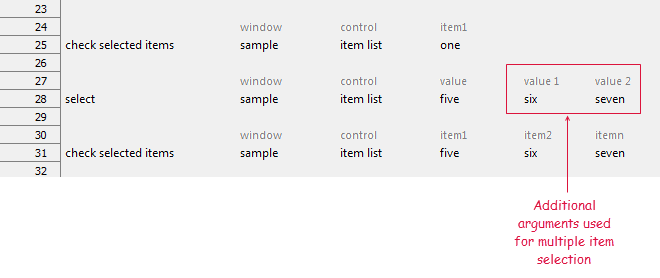 23
24 window control item1
25 check selected items sample item list one
26
27 window control value value 1 value 2
28 select sample item list five six seven
29
30 window control item1 item2 itemn
31 check selected items sample item list five six seven
32
Additional
arguments used
for multiple item
selection